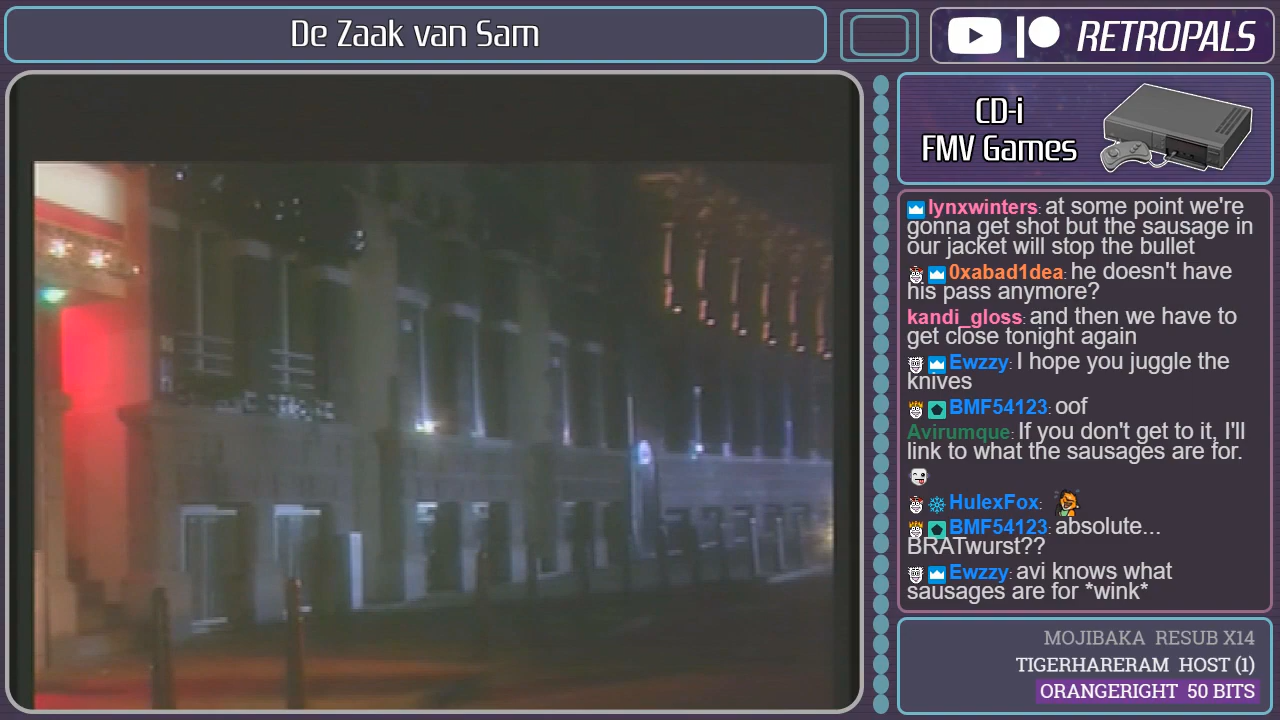 De Zaak van Sam
RETROPALS
CD-i
FMV Games
lynxwinters: at some point we're
gonna get shot but the sausage in
our jacket will stop the bullet
0xabad1dea: he doesn't have
his pass anymore?
kandi_gloss: and then we have to
get close tonight again
Ewzzy: I hope you juggle the
knives
BMF54123: oof
Avirumque: If you don't get to it, I'll
link to what the sausages are for.
HulexFox:
BMF54123: absolute...
BRATwurst??
Ewzzy: avi knows what
sausages are for *wink*
MOJIBAKA RESUB X14
TIGERHARERAM HOST (1)
ORANGERIGHT 50 BITS